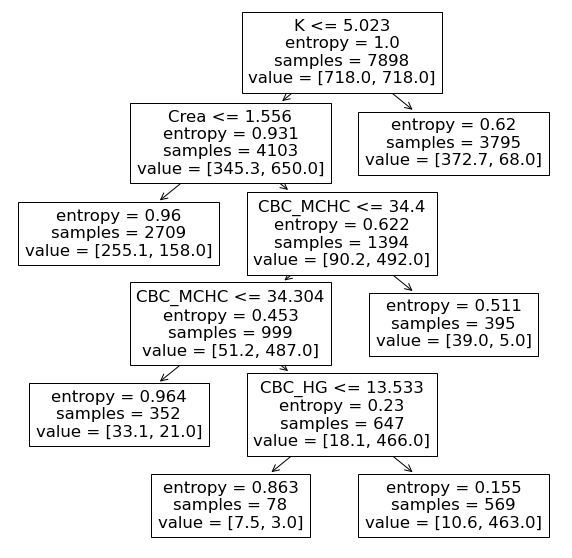 K <= 5.023
entropy = 1.0
samples = 7898
value = [718.0, 718.0]
Crea <= 1.556
entropy = 0.931
samples = 4103
value = [345.3, 650.0]
entropy = 0.62
samples = 3795
value = [372.7, 68.0]
entropy = 0.96
samples = 2709
value = [255.1, 158.0]
CBC_MCHC <= 34.4
entropy = 0.622
samples = 1394
value = [90.2, 492.0]
CBC_MCHC <= 34.304
entropy = 0.453
samples = 999
value = [51.2, 487.0]
entropy = 0.511
samples = 395
value = [39.0, 5.0]
entropy = 0.964
samples = 352
value = [33.1, 21.0]
CBC_HG <= 13.533
entropy = 0.23
samples = 647
value = [18.1, 466.0]
entropy = 0.863
samples = 78
value = [7.5, 3.0]
entropy = 0.155
samples = 569
value = [10.6, 463.0]